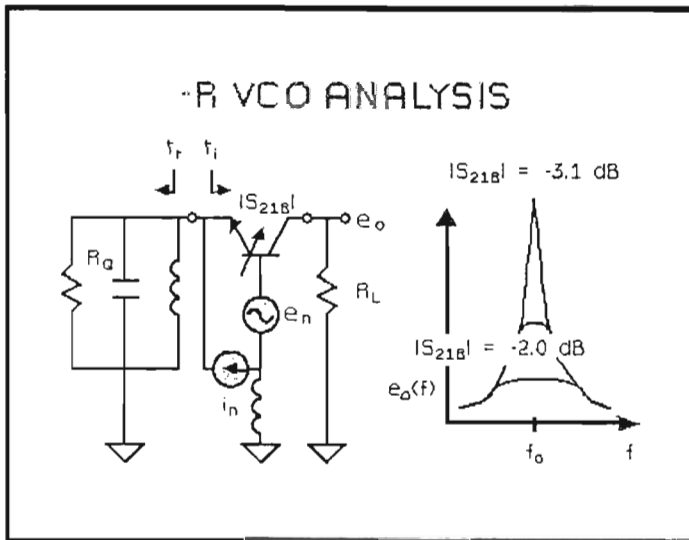 -R VCO ANALYSIS
Γr Γi
|S21B|
eo
RQ
en
RL
in
|S21B| = -3.1 dB
|S21B| = -2.0 dB
eo(f)
fo
f